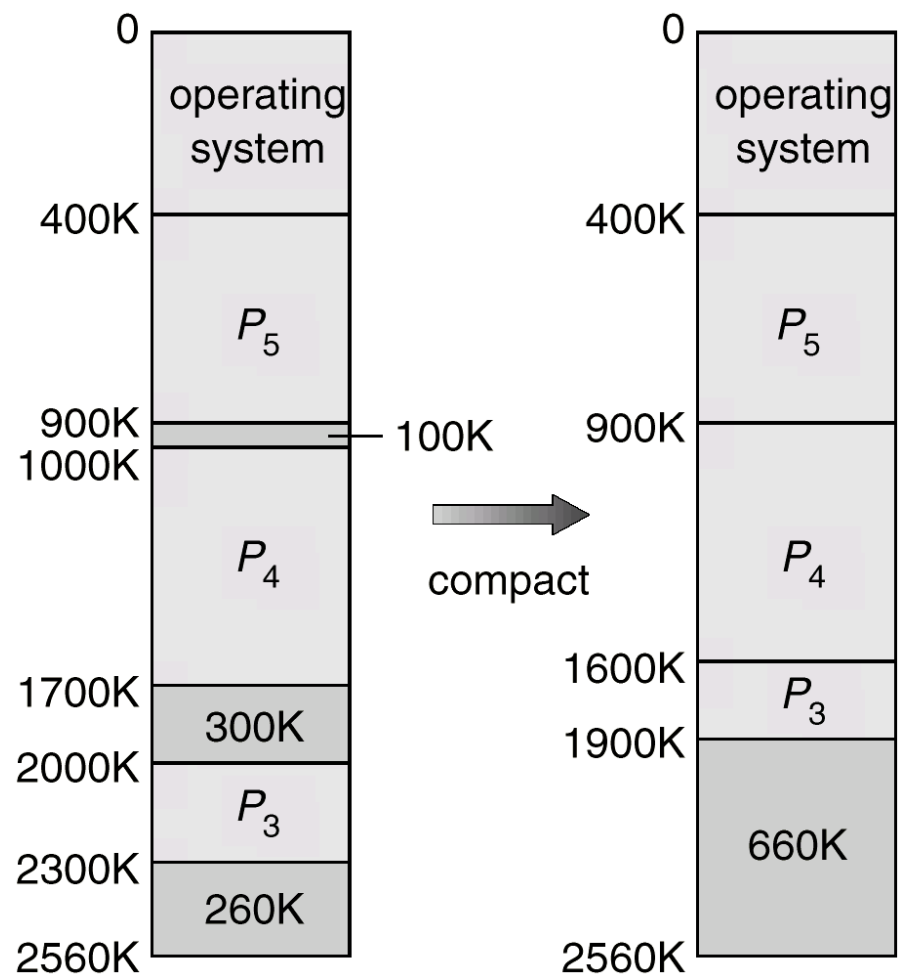 0
operating
system
400K
P5
900K
100K
1000K
P4
1700K
300K
2000K
P3
2300K
260K
2560K
compact
0
operating
system
400K
P5
900K
P4
1600K
P3
1900K
660K
2560K